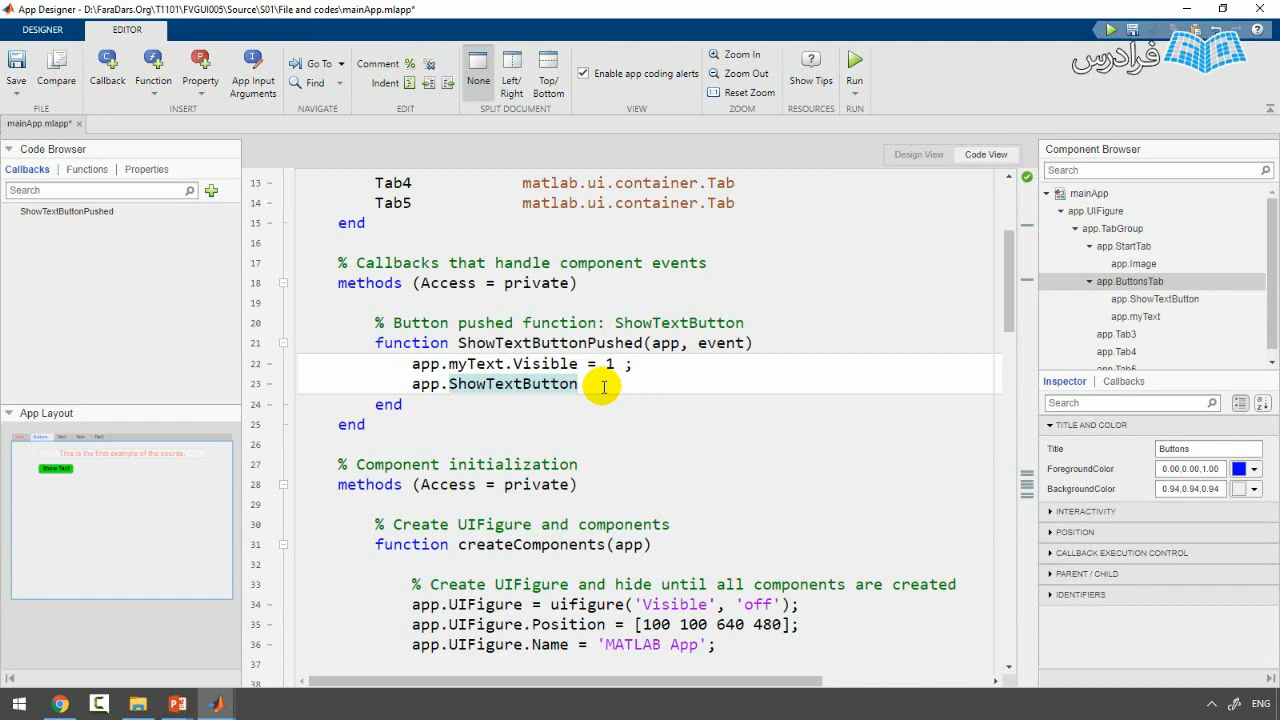 App Designer - D:\FaraDars.Org\T1101\FVGUI005\Source\S01\File and codes\mainApp.mlapp*
DESIGNER
EDITOR
فرادرس
Save
Compare
Callback
Function
Property
App Input Arguments
Go To
Find
Comment
Indent
None
Left/ Right
Top/ Bottom
Enable app coding alerts
Zoom In
Zoom Out
Reset Zoom
Show Tips
Run
FILE
INSERT
NAVIGATE
EDIT
SPLIT DOCUMENT
VIEW
ZOOM
RESOURCES
RUN
mainApp.mlapp*
Code Browser
Callbacks Functions Properties
Search
ShowTextButtonPushed
App Layout
This is the first example of the course.
Show Text
Design View
Code View
13 Tab4 matlab.ui.container.Tab
14 Tab5 matlab.ui.container.Tab
15 end
16
17 % Callbacks that handle component events
18 methods (Access = private)
19
20 % Button pushed function: ShowTextButton
21 function ShowTextButtonPushed(app, event)
22 app.myText.Visible = 1 ;
23 app.ShowTextButton
24 end
25 end
26
27 % Component initialization
28 methods (Access = private)
29
30 % Create UIFigure and components
31 function createComponents(app)
32
33 % Create UIFigure and hide until all components are created
34 app.UIFigure = uifigure('Visible', 'off');
35 app.UIFigure.Position = [100 100 640 480];
36 app.UIFigure.Name = 'MATLAB App';
37
38
Component Browser
Search
mainApp
app.UIFigure
app.TabGroup
app.StartTab
app.Image
app.ButtonsTab
app.ShowTextButton
app.myText
app.Tab3
app.Tab4
app.Tab5
Inspector Callbacks
Search
TITLE AND COLOR
Title Buttons
ForegroundColor 0.00,0.00,1.00
BackgroundColor 0.94,0.94,0.94
INTERACTIVITY
POSITION
CALLBACK EXECUTION CONTROL
PARENT / CHILD
IDENTIFIERS
ENG